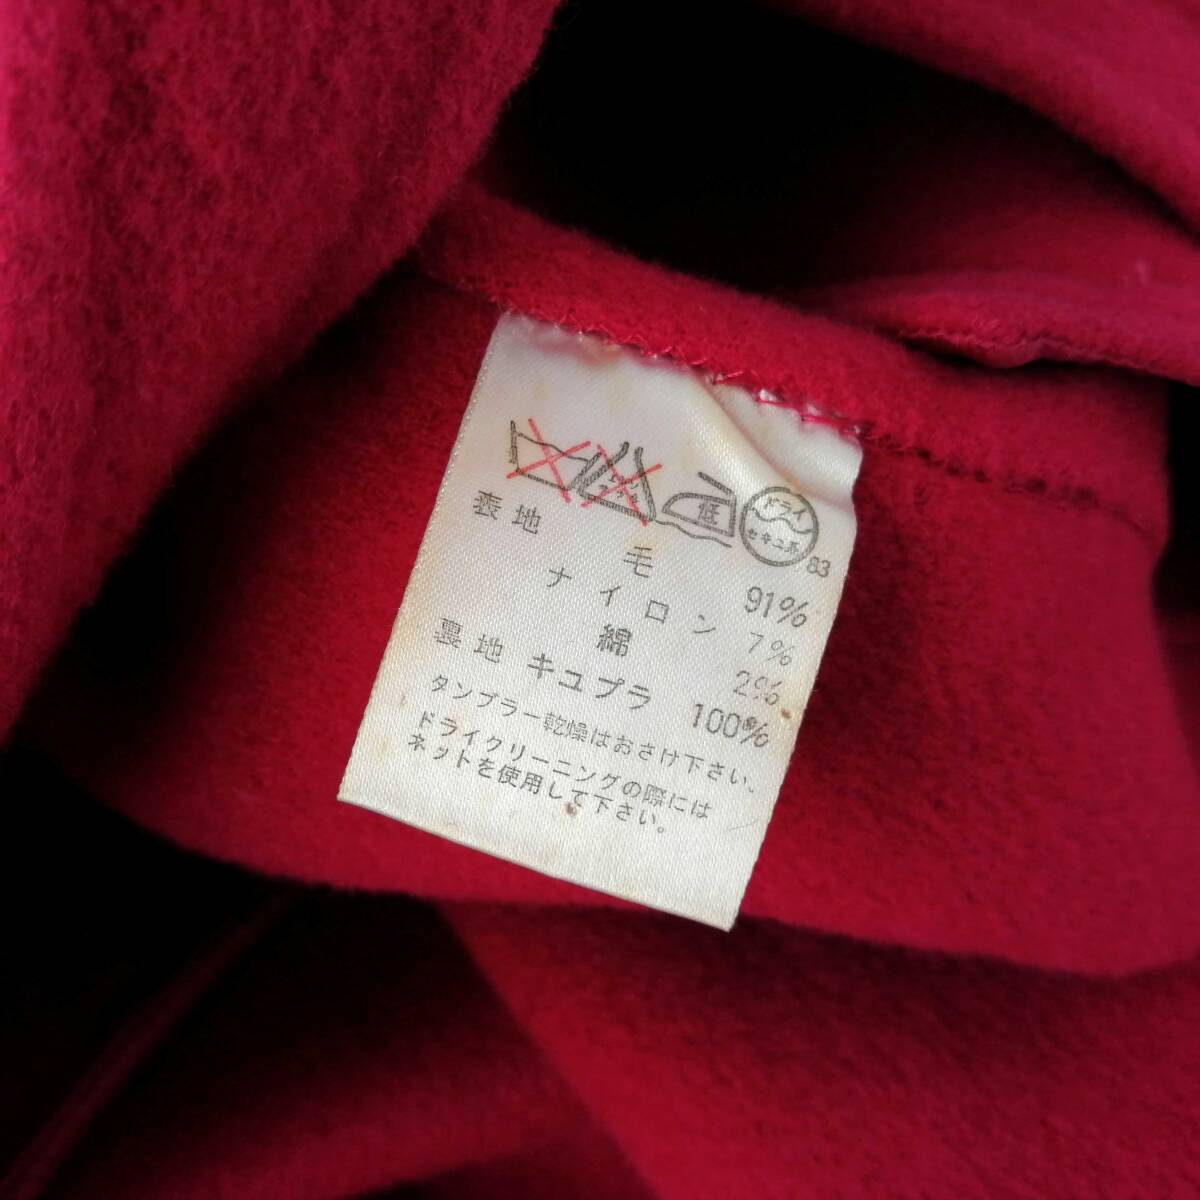 低
ドライ
セキユ系
83
表地 毛 91%
ナイロン 7%
綿 2%
裏地 キュプラ 100%
タンブラー乾燥はおさけ下さい。
ドライクリーニングの際には
ネットを使用して下さい。